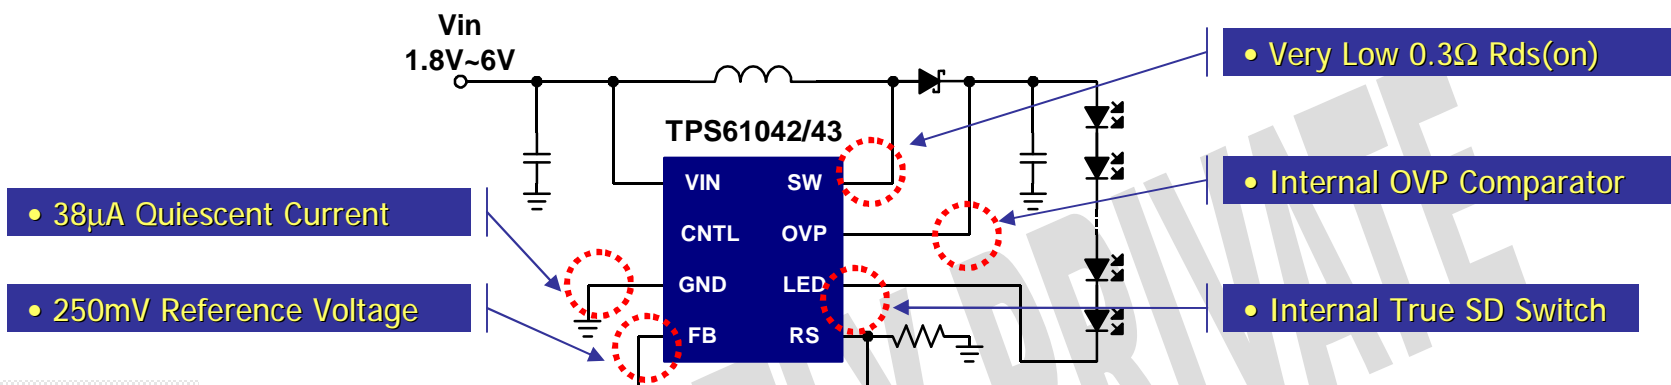 Vin
1.8V~6V
• Very Low 0.3Ω Rds(on)
TPS61042/43
VIN SW
• Internal OVP Comparator
• 38μA Quiescent Current
CNTL OVP
GND LED
• 250mV Reference Voltage
• Internal True SD Switch
FB RS
PRIVATE